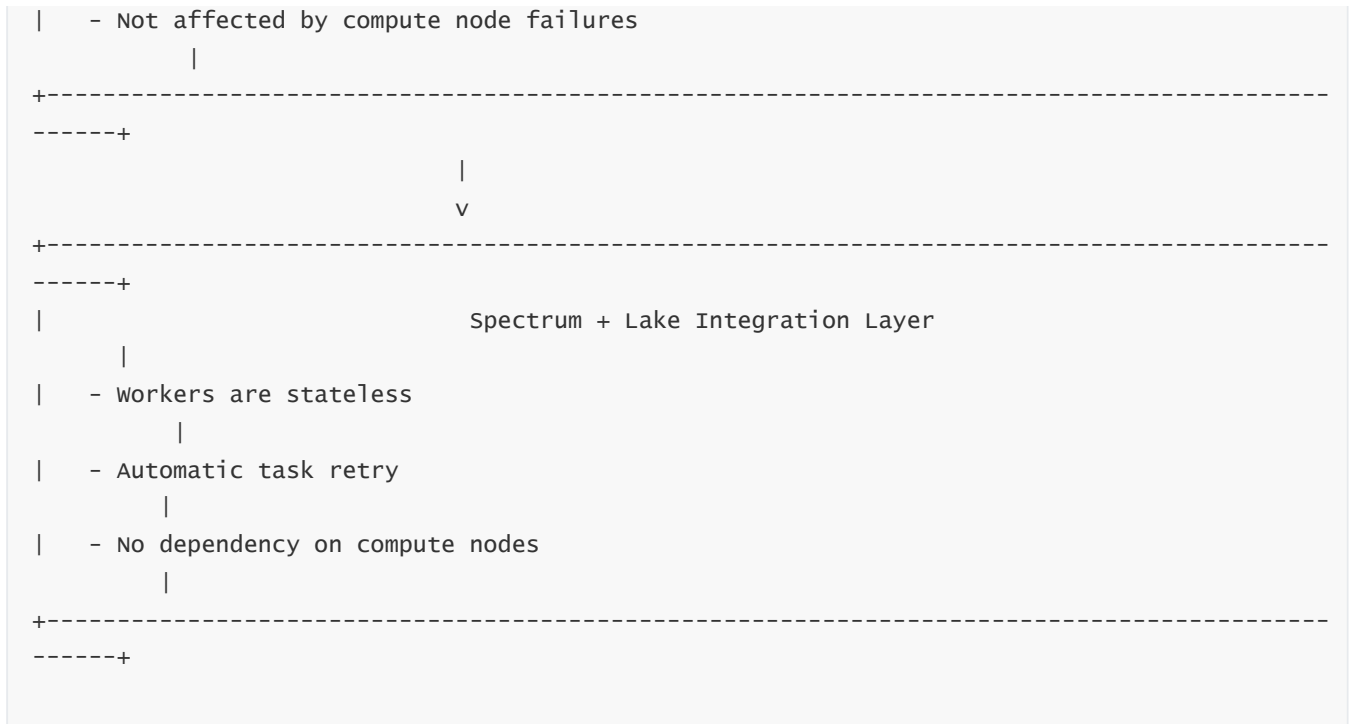 |   - Not affected by compute node failures
           |
+-------------------------------------------------------------------------------------------
------+
                              |
                              v
+-------------------------------------------------------------------------------------------
------+
|                              Spectrum + Lake Integration Layer
      |
|   - Workers are stateless
          |
|   - Automatic task retry
         |
|   - No dependency on compute nodes
         |
+-------------------------------------------------------------------------------------------
------+